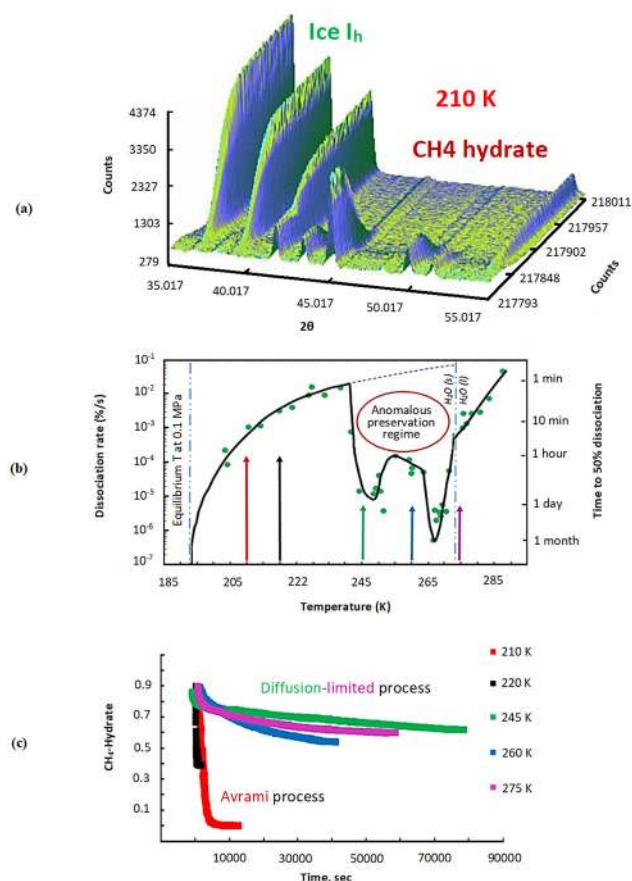 Ice Ih
210 K
CH4 hydrate
(a)
Counts
4374
3350
2327
1303
279
35.017
40.017
45.017
50.017
55.017
2θ
218011
217957
217902
217848
217793
Counts
(b)
Dissociation rate (%/s)
10-1
10-2
10-3
10-4
10-5
10-6
10-7
Equilibrium T at 0.1 MPa
Anomalous
preservation
regime
H2O (s)
H2O (l)
1 min
10 min
1 hour
1 day
1 month
Time to 50% dissociation
185
205
222
245
265
285
Temperature (K)
(c)
CH4-Hydrate
0.9
0.7
0.5
0.3
0.1
Diffusion-limited process
Avrami process
210 K
220 K
245 K
260 K
275 K
10000
30000
40000
60000
80000
90000
Time, sec